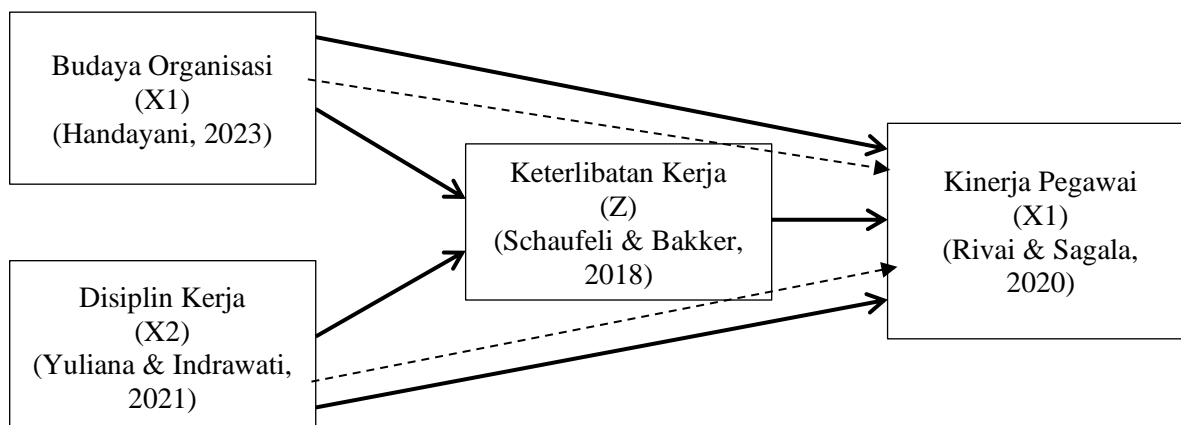 Budaya Organisasi
(X1)
(Handayani, 2023)
Keterlibatan Kerja
(Z)
(Schaufeli & Bakker,
2018)
Kinerja Pegawai
(X1)
(Rivai & Sagala,
2020)
Disiplin Kerja
(X2)
(Yuliana & Indrawati,
2021)